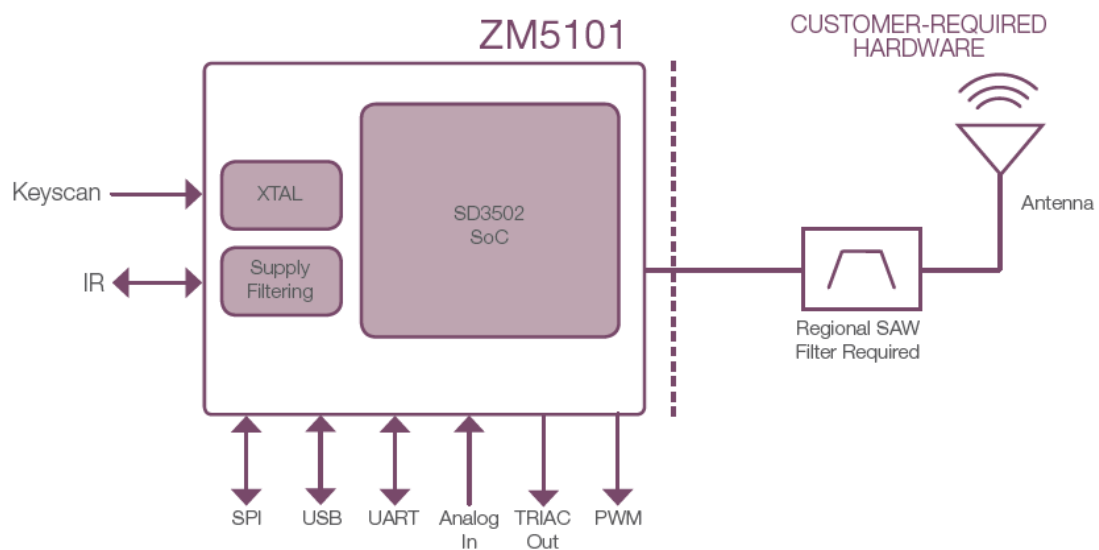 ZM5101
CUSTOMER-REQUIRED
HARDWARE
Keyscan
XTAL
SD3502
SoC
Antenna
IR
Supply
Filtering
Regional SAW
Filter Required
SPI
USB
UART
Analog
In
TRIAC
Out
PWM